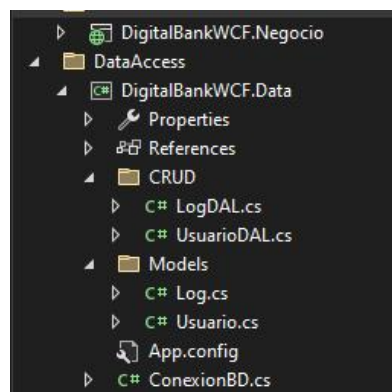 DigitalBankWCF.Negocio
DataAccess
C# DigitalBankWCF.Data
Properties
References
CRUD
C# LogDAL.cs
C# UsuarioDAL.cs
Models
C# Log.cs
C# Usuario.cs
App.config
C# ConexionBD.cs